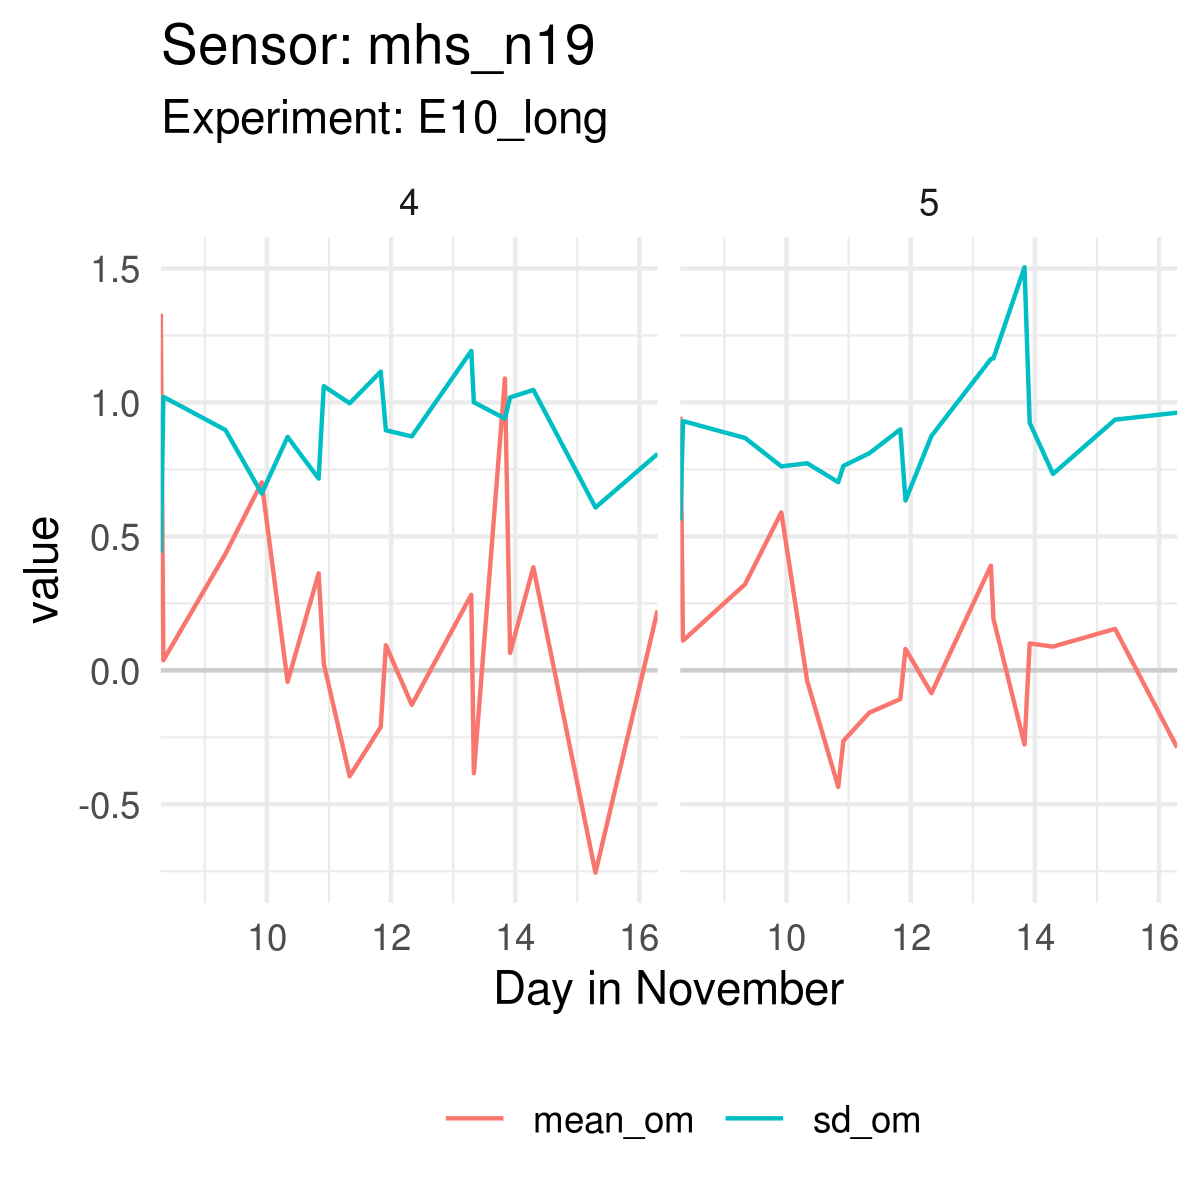 Sensor: mhs_n19
Experiment: E10_long
4 5
1.5
1.0
0.5
0.0
-0.5
value
10 12 14 16 10 12 14 16
Day in November
mean_om sd_om